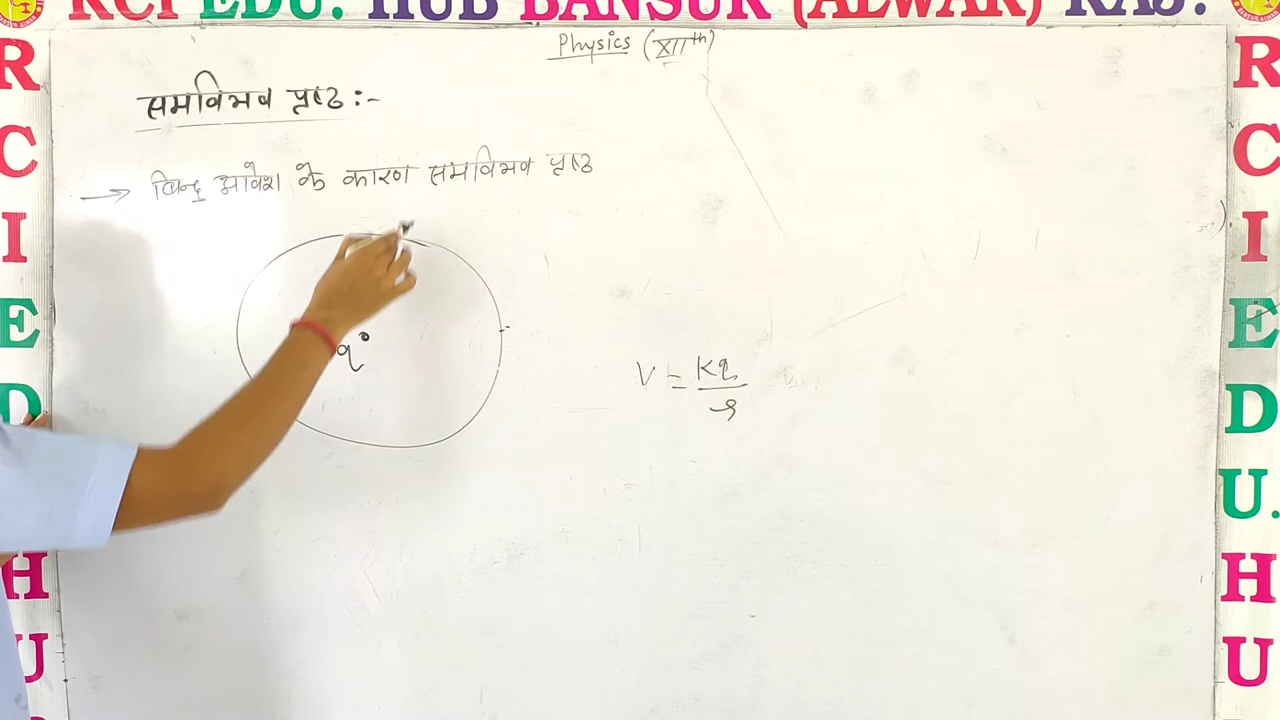 RCI EDU. HUB BANSUR (ALWAR) RAJ.
Physics (XIIth)
समविभव पृष्ठ :-
→ बिन्दु आवेश के कारण समविभव पृष्ठ
q
V = Kq/r
R
C
I
E
D
H
U
R
C
I
E
D
U.
H
U